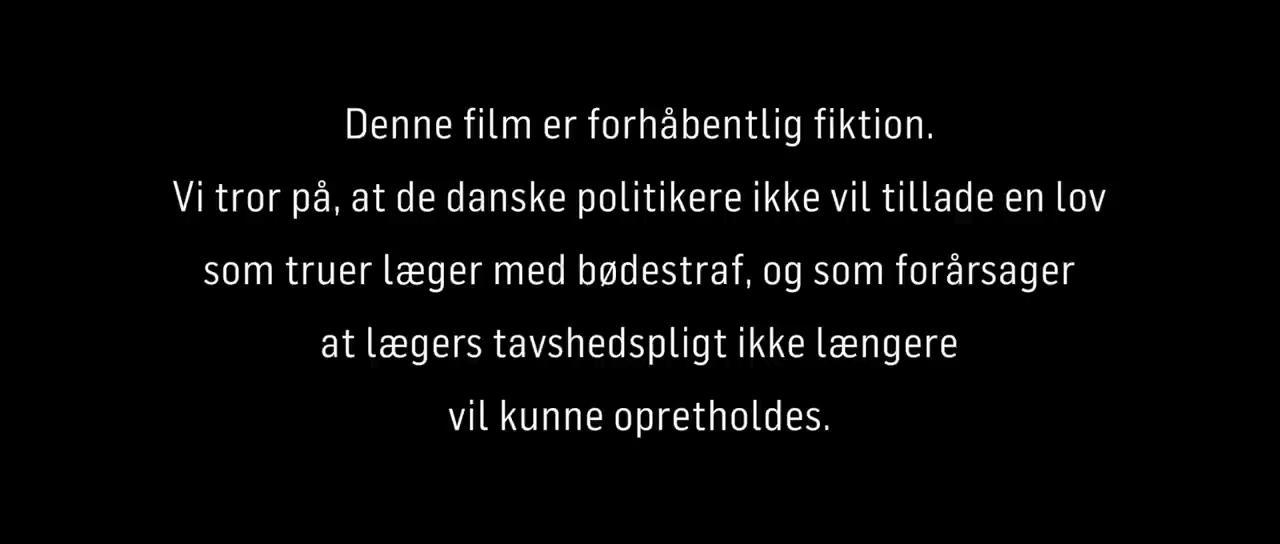 Denne film er forhåbentlig fiktion.
Vi tror på, at de danske politikere ikke vil tillade en lov
som truer læger med bødestraf, og som forårsager
at lægers tavshedspligt ikke længere
vil kunne opretholdes.